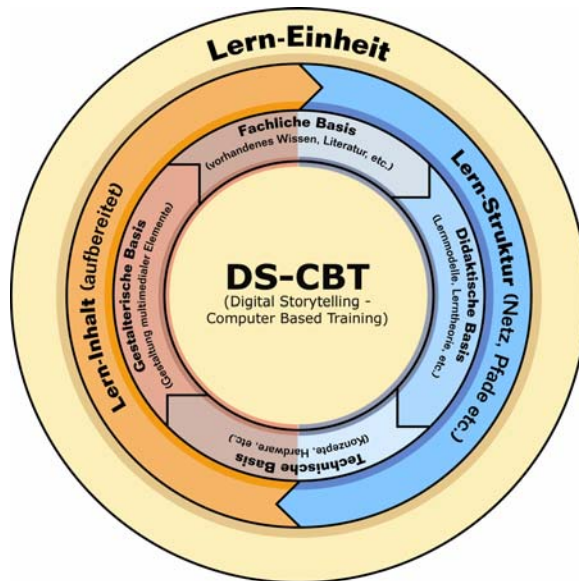 Lern-Einheit
Lern-Struktur (Netz, Pfade etc.)
Lern-Inhalt (aufbereitet)
Fachliche Basis
(vorhandenes Wissen, Literatur, etc.)
Didaktische Basis
(Lernmodelle, Lerntheorie, etc.)
Technische Basis
(Konzepte, Hardware, etc.)
Gestalterische Basis
(Gestaltung multimedialer Elemente)
DS-CBT
(Digital Storytelling -
Computer Based Training)